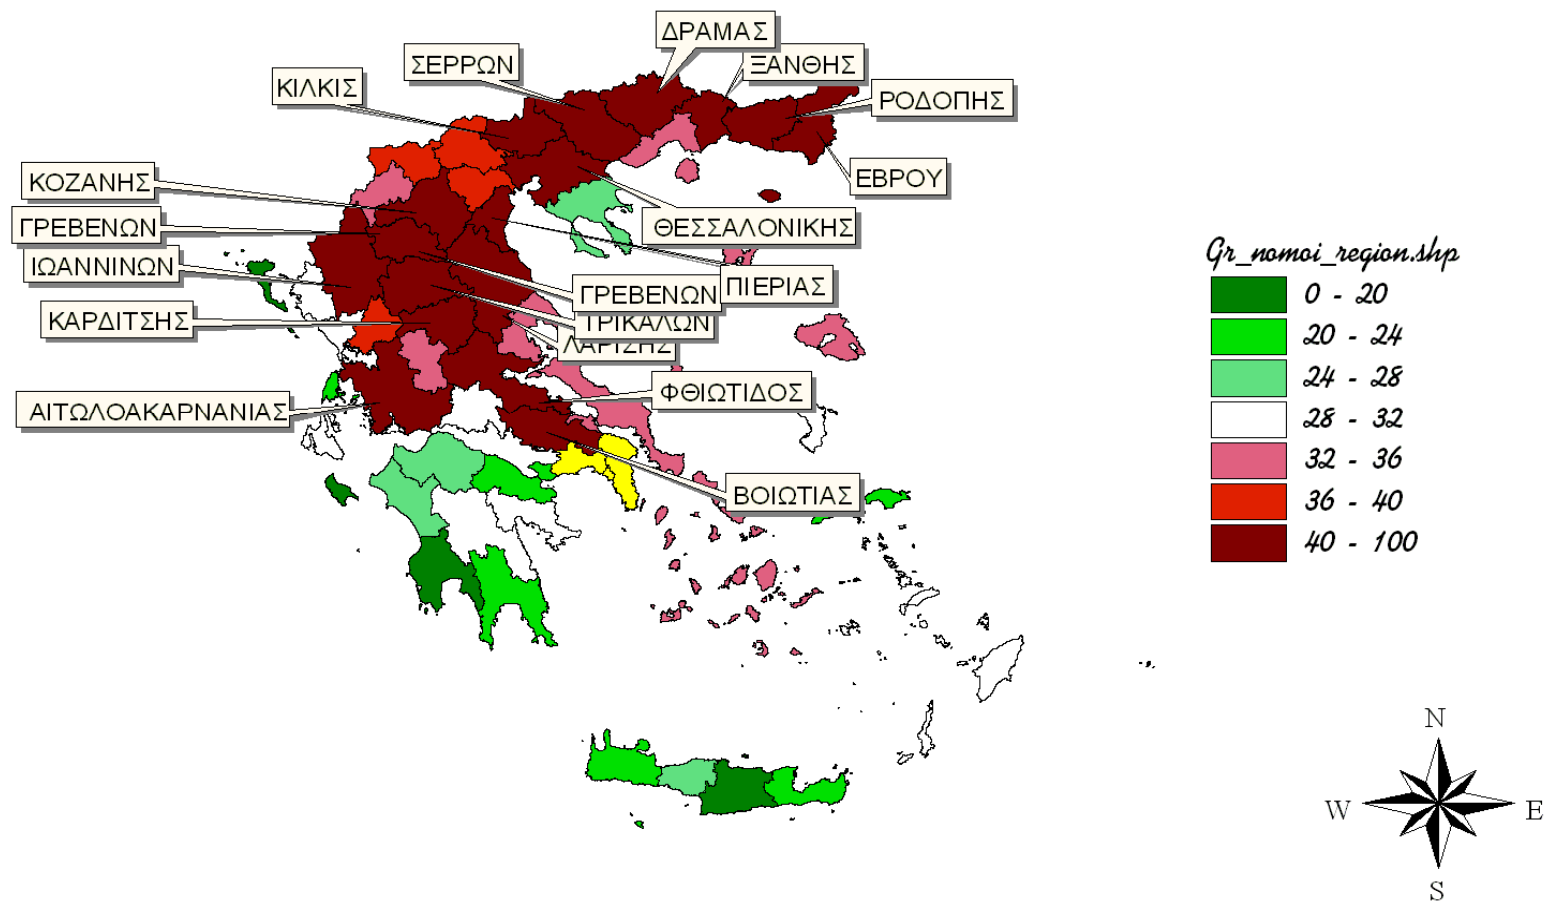 ΔΡΑΜΑΣ
ΣΕΡΡΩΝ
ΞΑΝΘΗΣ
ΚΙΛΚΙΣ
ΡΟΔΟΠΗΣ
ΚΟΖΑΝΗΣ
ΕΒΡΟΥ
ΓΡΕΒΕΝΩΝ
ΘΕΣΣΑΛΟΝΙΚΗΣ
ΙΩΑΝΝΙΝΩΝ
ΠΙΕΡΙΑΣ
ΓΡΕΒΕΝΩΝ
ΚΑΡΔΙΤΣΗΣ
ΤΡΙΚΑΛΩΝ
ΛΑΡΙΣΗΣ
ΦΘΙΩΤΙΔΟΣ
ΑΙΤΩΛΟΑΚΑΡΝΑΝΙΑΣ
ΒΟΙΩΤΙΑΣ
Gr_nomoi_region.shp
0 - 20
20 - 24
24 - 28
28 - 32
32 - 36
36 - 40
40 - 100
N
W
E
S